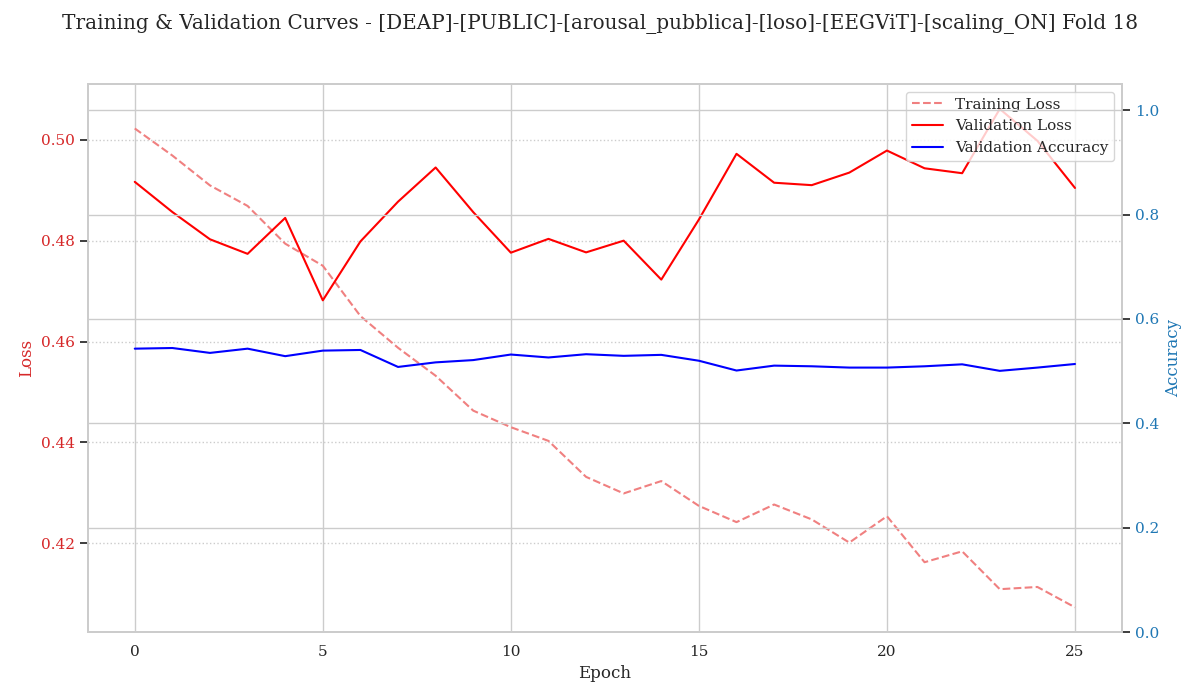 Training & Validation Curves - [DEAP]-[PUBLIC]-[arousal_pubblica]-[loso]-[EEGViT]-[scaling_ON] Fold 18
Training Loss
Validation Loss
Validation Accuracy
0.50
0.48
0.46
0.44
0.42
Loss
1.0
0.8
0.6
0.4
0.2
0.0
Accuracy
0
5
10
15
20
25
Epoch